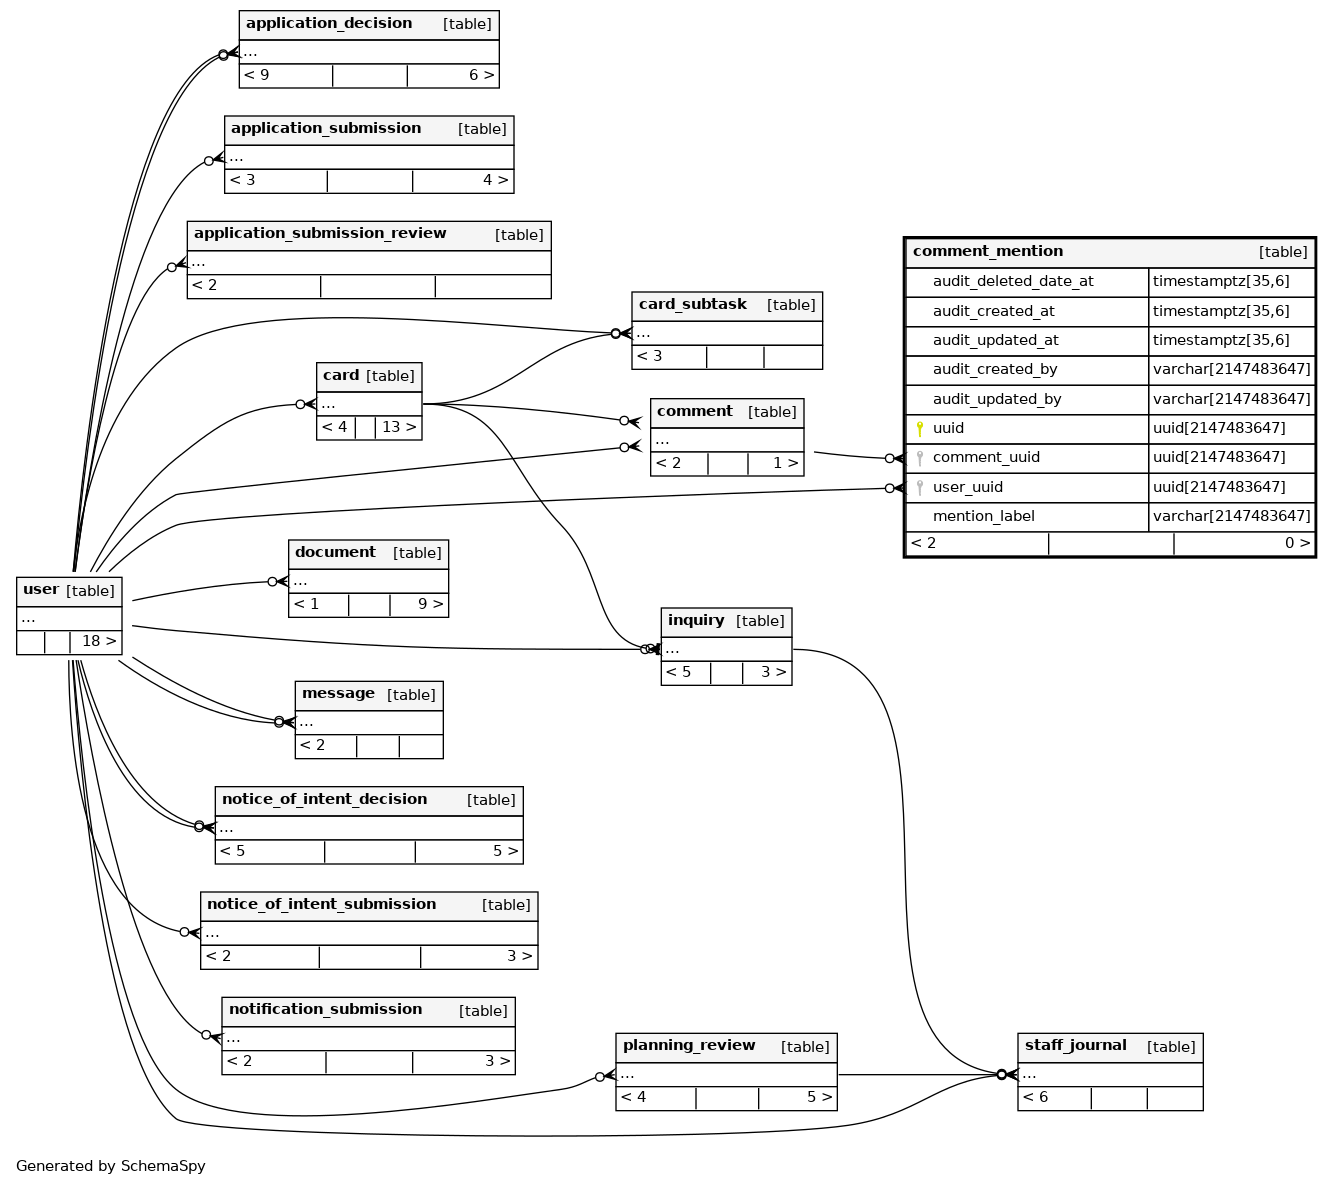 application_decision [table]
...
< 9 6 >
application_submission [table]
...
< 3 4 >
application_submission_review [table]
...
< 2
comment_mention [table]
audit_deleted_date_at timestamptz[35,6]
audit_created_at timestamptz[35,6]
audit_updated_at timestamptz[35,6]
audit_created_by varchar[2147483647]
audit_updated_by varchar[2147483647]
uuid uuid[2147483647]
comment_uuid uuid[2147483647]
user_uuid uuid[2147483647]
mention_label varchar[2147483647]
< 2 0 >
card_subtask [table]
...
< 3
card [table]
...
< 4 13 >
comment [table]
...
< 2 1 >
document [table]
...
< 1 9 >
user [table]
...
18 >
inquiry [table]
...
< 5 3 >
message [table]
...
< 2
notice_of_intent_decision [table]
...
< 5 5 >
notice_of_intent_submission [table]
...
< 2 3 >
notification_submission [table]
...
< 2 3 >
planning_review [table]
...
< 4 5 >
staff_journal [table]
...
< 6
Generated by SchemaSpy